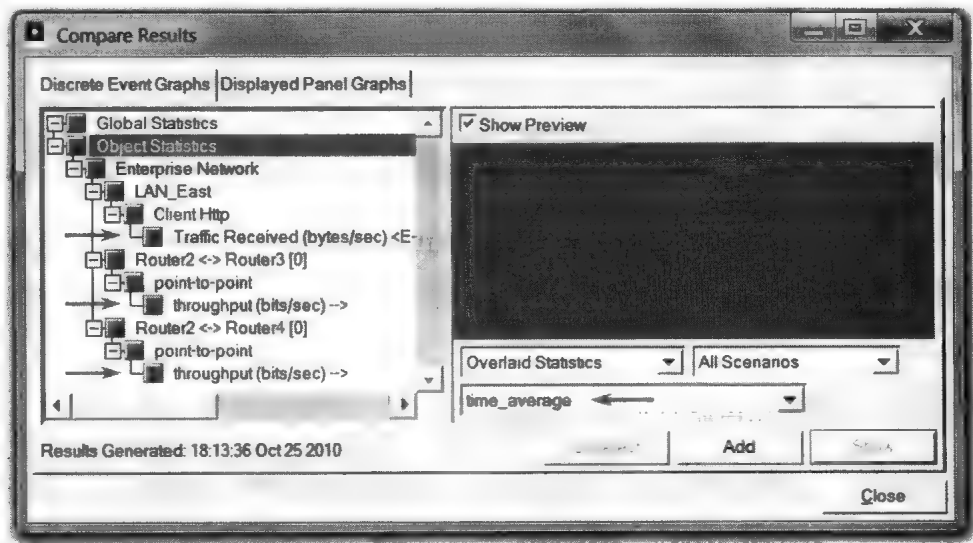 Compare Results
Discrete Event Graphs
Displayed Panel Graphs
Global Statistics
Object Statistics
Enterprise Network
LAN_East
Client Http
Traffic Received (bytes/sec) <E-
Router2 <-> Router3 [0]
point-to-point
throughput (bits/sec) -->
Router2 <-> Router4 [0]
point-to-point
throughput (bits/sec) -->
Show Preview
Overlaid Statistics
All Scenarios
time_average
Results Generated: 18:13:36 Oct 25 2010
Add
Close